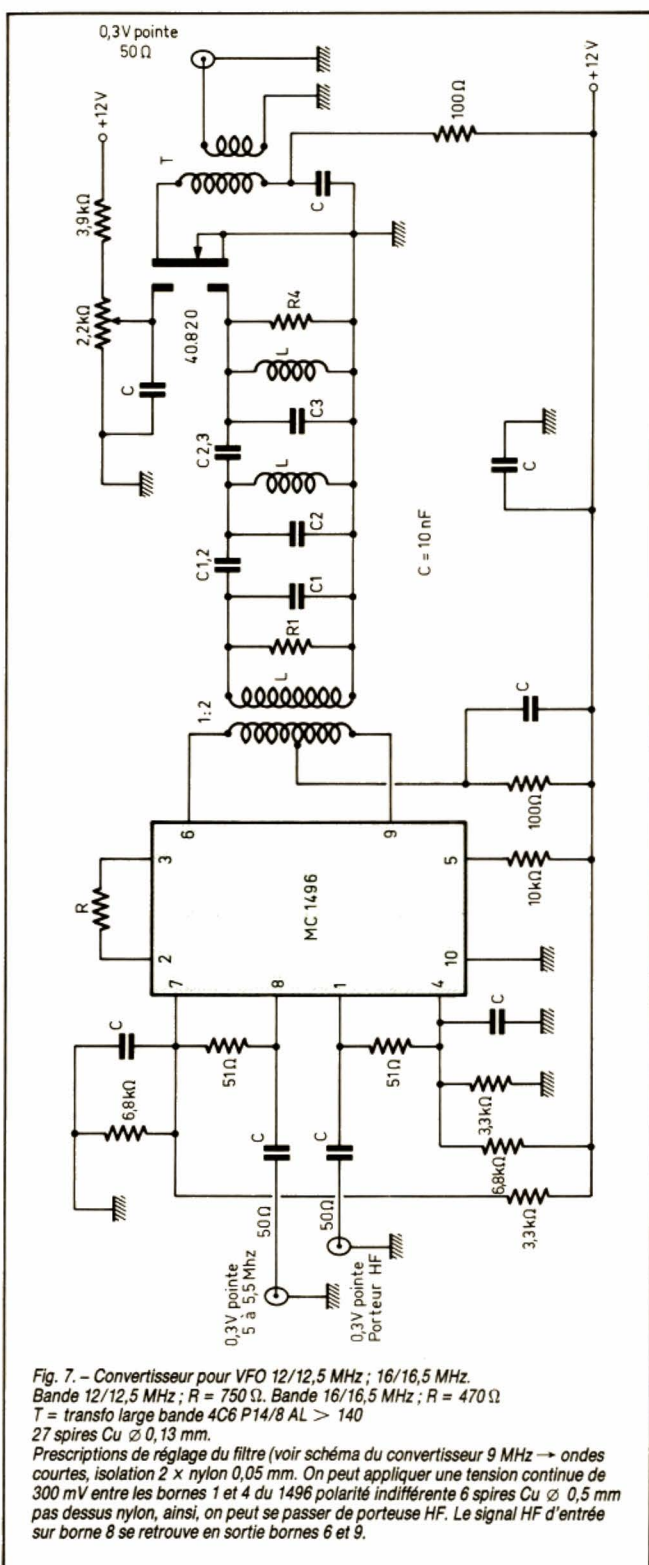 0,3V pointe
50 Ω
+12V
3,9kΩ
2,2kΩ
C
40.820
T
C
100Ω
+12V
R4
L
C3
C2,3
L
C2
C1,2
C1
R1
L
1:2
C = 10 nF
C
C
100Ω
10kΩ
R
3
2
6
9
MC 1496
5
10
7
8
1
4
C
6,8kΩ
51Ω
51Ω
C
C
50Ω
50Ω
C
3,3kΩ
6,8kΩ
3,3kΩ
0,3V pointe
5 à 5,5 Mhz
0,3V pointe
Porteur HF
Fig. 7. – Convertisseur pour VFO 12/12,5 MHz ; 16/16,5 MHz.
Bande 12/12,5 MHz ; R = 750 Ω. Bande 16/16,5 MHz ; R = 470 Ω
T = transfo large bande 4C6 P14/8 AL > 140
27 spires Cu ⌀ 0,13 mm.
Prescriptions de réglage du filtre (voir schéma du convertisseur 9 MHz → ondes
courtes, isolation 2 × nylon 0,05 mm. On peut appliquer une tension continue de
300 mV entre les bornes 1 et 4 du 1496 polarité indifférente 6 spires Cu ⌀ 0,5 mm
pas dessus nylon, ainsi, on peut se passer de porteuse HF. Le signal HF d'entrée
sur borne 8 se retrouve en sortie bornes 6 et 9.